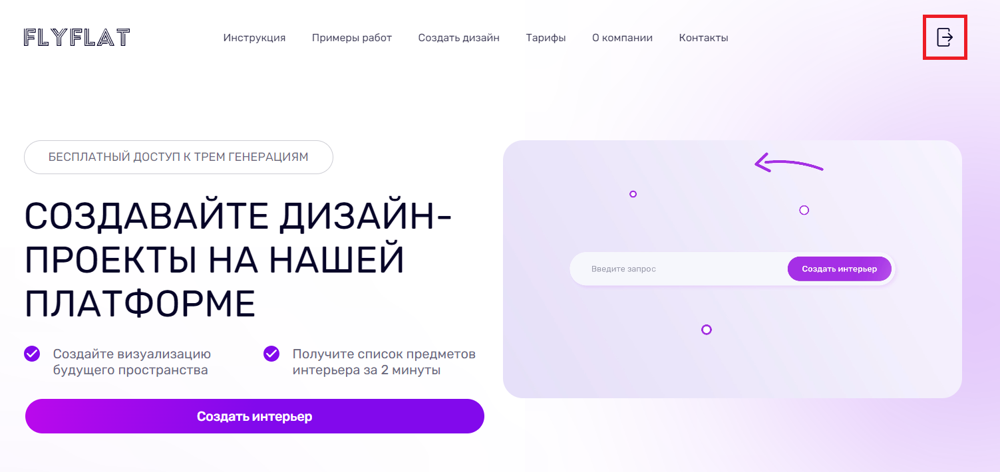 FLYFLAT
Инструкция
Примеры работ
Создать дизайн
Тарифы
О компании
Контакты
БЕСПЛАТНЫЙ ДОСТУП К ТРЕМ ГЕНЕРАЦИЯМ
СОЗДАВАЙТЕ ДИЗАЙН-
ПРОЕКТЫ НА НАШЕЙ
ПЛАТФОРМЕ
Создайте визуализацию
будущего пространства
Получите список предметов
интерьера за 2 минуты
Создать интерьер
Введите запрос
Создать интерьер